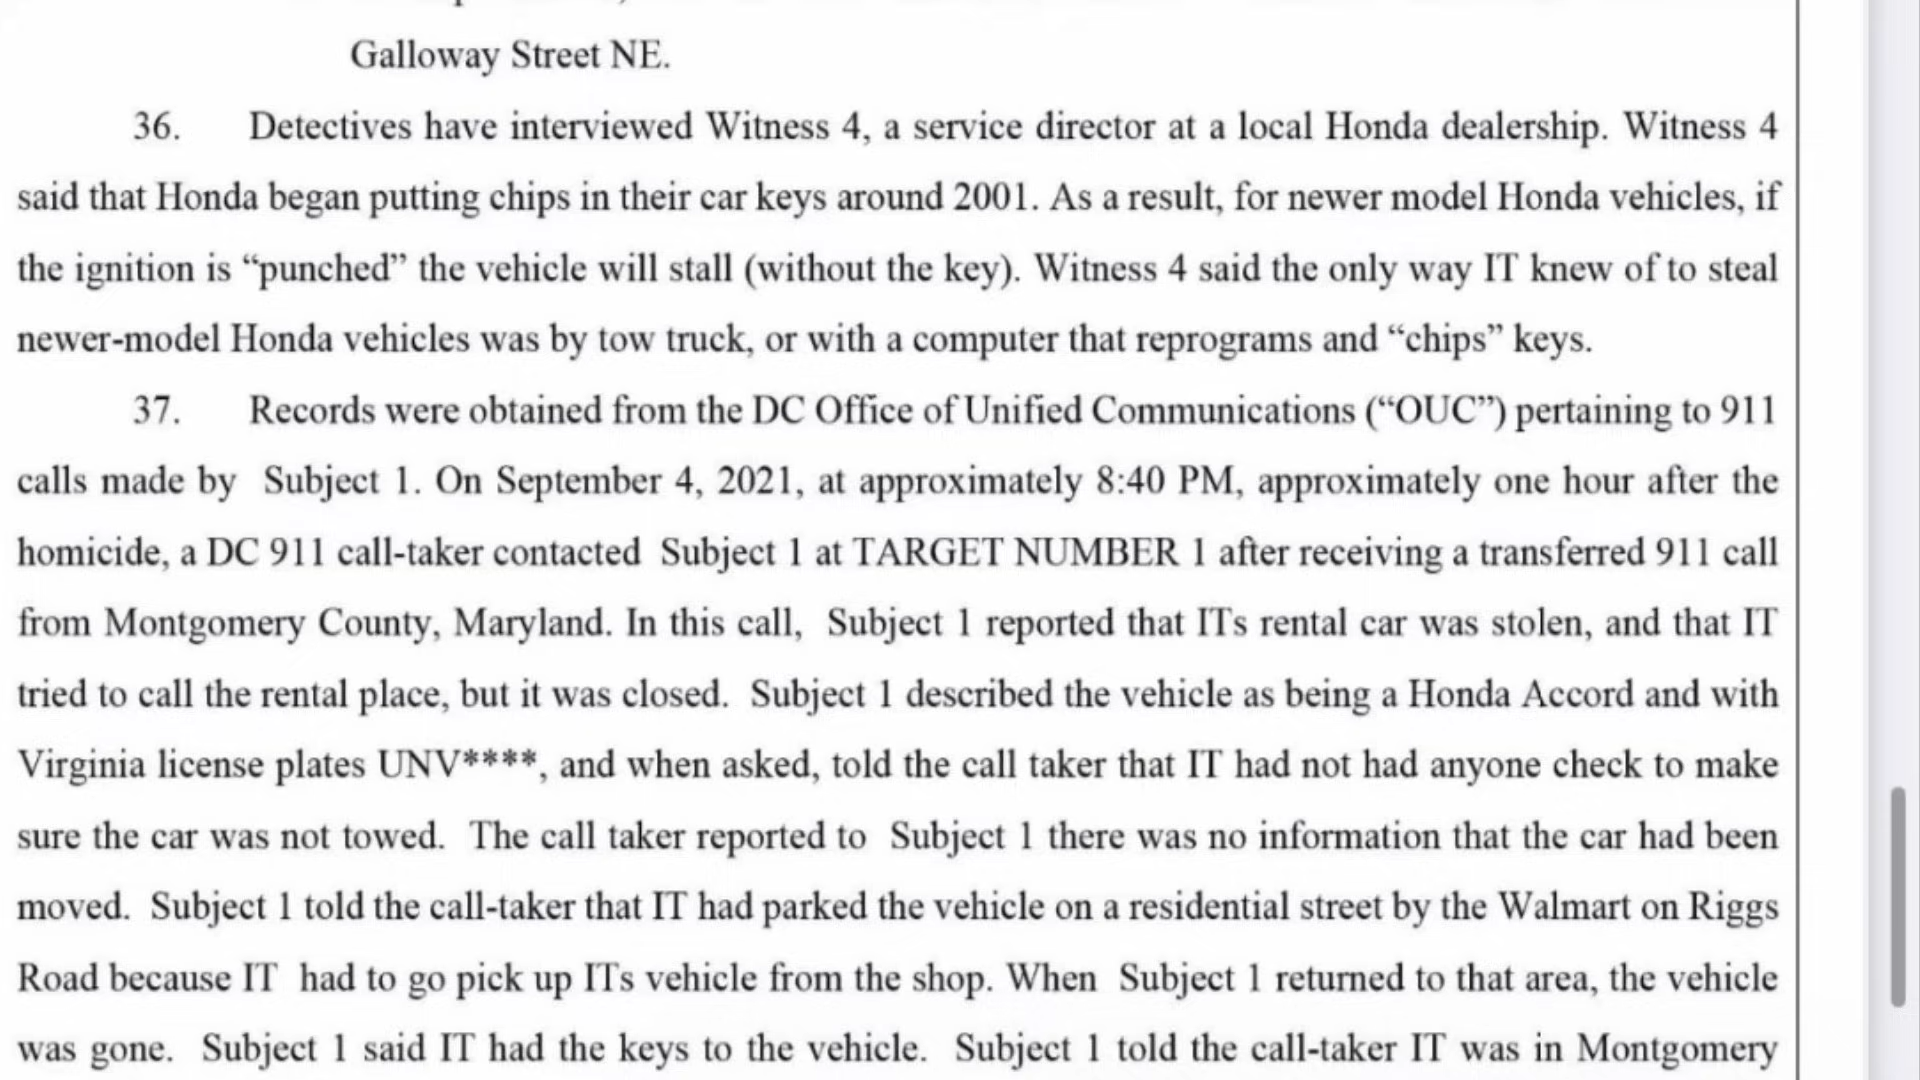 Galloway Street NE.
36. Detectives have interviewed Witness 4, a service director at a local Honda dealership. Witness 4
said that Honda began putting chips in their car keys around 2001. As a result, for newer model Honda vehicles, if
the ignition is “punched” the vehicle will stall (without the key). Witness 4 said the only way IT knew of to steal
newer-model Honda vehicles was by tow truck, or with a computer that reprograms and “chips” keys.
37. Records were obtained from the DC Office of Unified Communications (“OUC”) pertaining to 911
calls made by Subject 1. On September 4, 2021, at approximately 8:40 PM, approximately one hour after the
homicide, a DC 911 call-taker contacted Subject 1 at TARGET NUMBER 1 after receiving a transferred 911 call
from Montgomery County, Maryland. In this call, Subject 1 reported that ITs rental car was stolen, and that IT
tried to call the rental place, but it was closed. Subject 1 described the vehicle as being a Honda Accord and with
Virginia license plates UNV****, and when asked, told the call taker that IT had not had anyone check to make
sure the car was not towed. The call taker reported to Subject 1 there was no information that the car had been
moved. Subject 1 told the call-taker that IT had parked the vehicle on a residential street by the Walmart on Riggs
Road because IT had to go pick up ITs vehicle from the shop. When Subject 1 returned to that area, the vehicle
was gone. Subject 1 said IT had the keys to the vehicle. Subject 1 told the call-taker IT was in Montgomery